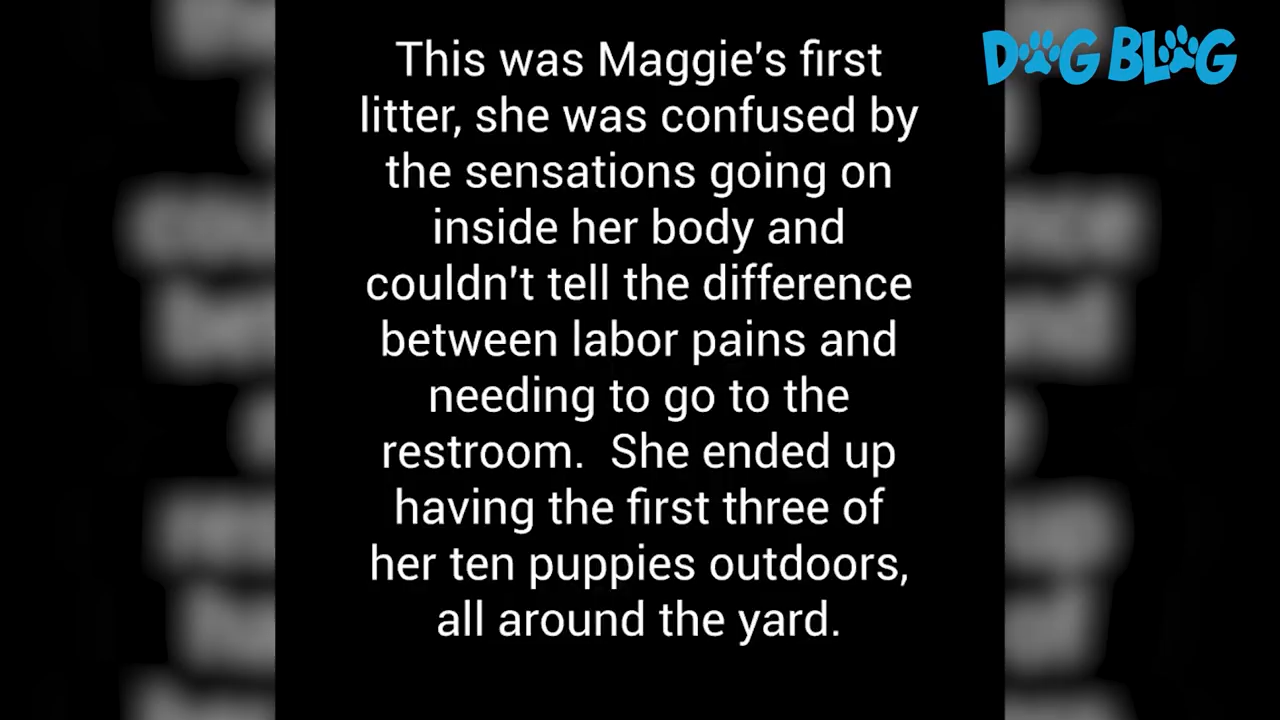 DOG BLOG
This was Maggie's first
litter, she was confused by
the sensations going on
inside her body and
couldn't tell the difference
between labor pains and
needing to go to the
restroom.  She ended up
having the first three of
her ten puppies outdoors,
all around the yard.